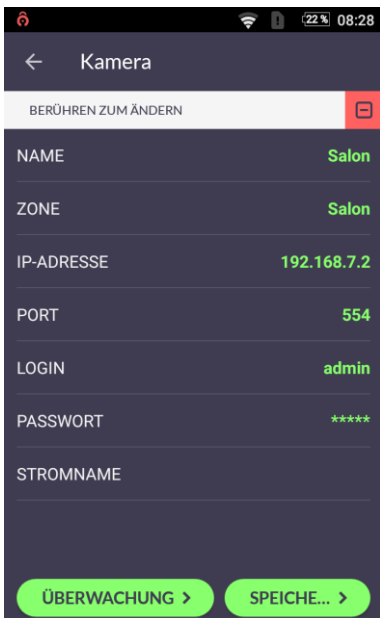 22 % 08:28
Kamera
BERÜHREN ZUM ÄNDERN
NAME Salon
ZONE Salon
IP-ADRESSE 192.168.7.2
PORT 554
LOGIN admin
PASSWORT *****
STROMNAME
ÜBERWACHUNG > SPEICHE... >